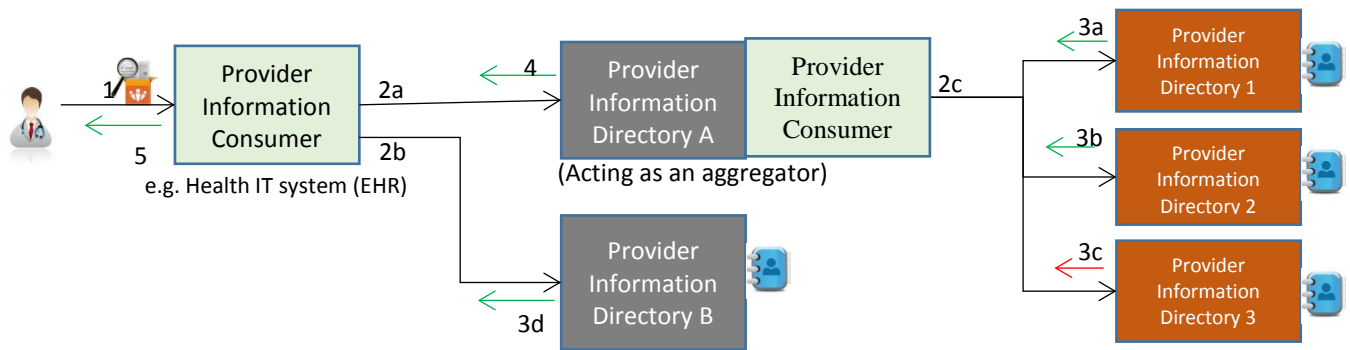 1
5
Provider
Information
Consumer
e.g. Health IT system (EHR)
2a
2b
4
Provider
Information
Directory A
Provider
Information
Consumer
(Acting as an aggregator)
2c
Provider
Information
Directory B
3d
3a
Provider
Information
Directory 1
3b
Provider
Information
Directory 2
3c
Provider
Information
Directory 3